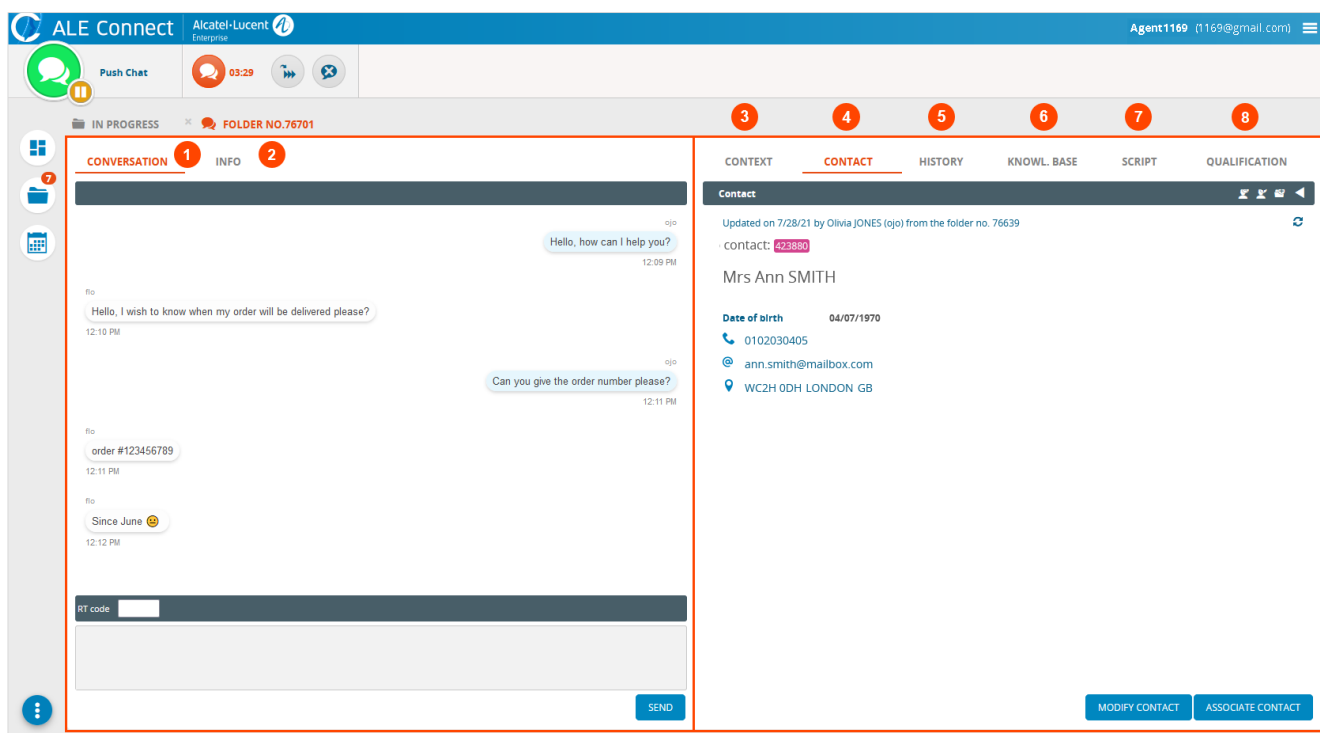 ALE Connect
Alcatel·Lucent
Enterprise
Agent1169 (1169@gmail.com)
Push Chat
03:29
3 4 5 6 7 8
IN PROGRESS × FOLDER NO.76701
CONVERSATION 1 INFO 2
CONTEXT CONTACT HISTORY KNOWL. BASE SCRIPT QUALIFICATION
7
Contact
ojo
Hello, how can I help you?
12:09 PM
flo
Hello, I wish to know when my order will be delivered please?
12:10 PM
ojo
Can you give the order number please?
12:11 PM
flo
order #123456789
12:11 PM
flo
Since June
12:12 PM
RT code
SEND
Updated on 7/28/21 by Olivia JONES (ojo) from the folder no. 76639
contact: 423880
Mrs Ann SMITH
Date of birth 04/07/1970
0102030405
ann.smith@mailbox.com
WC2H 0DH LONDON GB
MODIFY CONTACT ASSOCIATE CONTACT